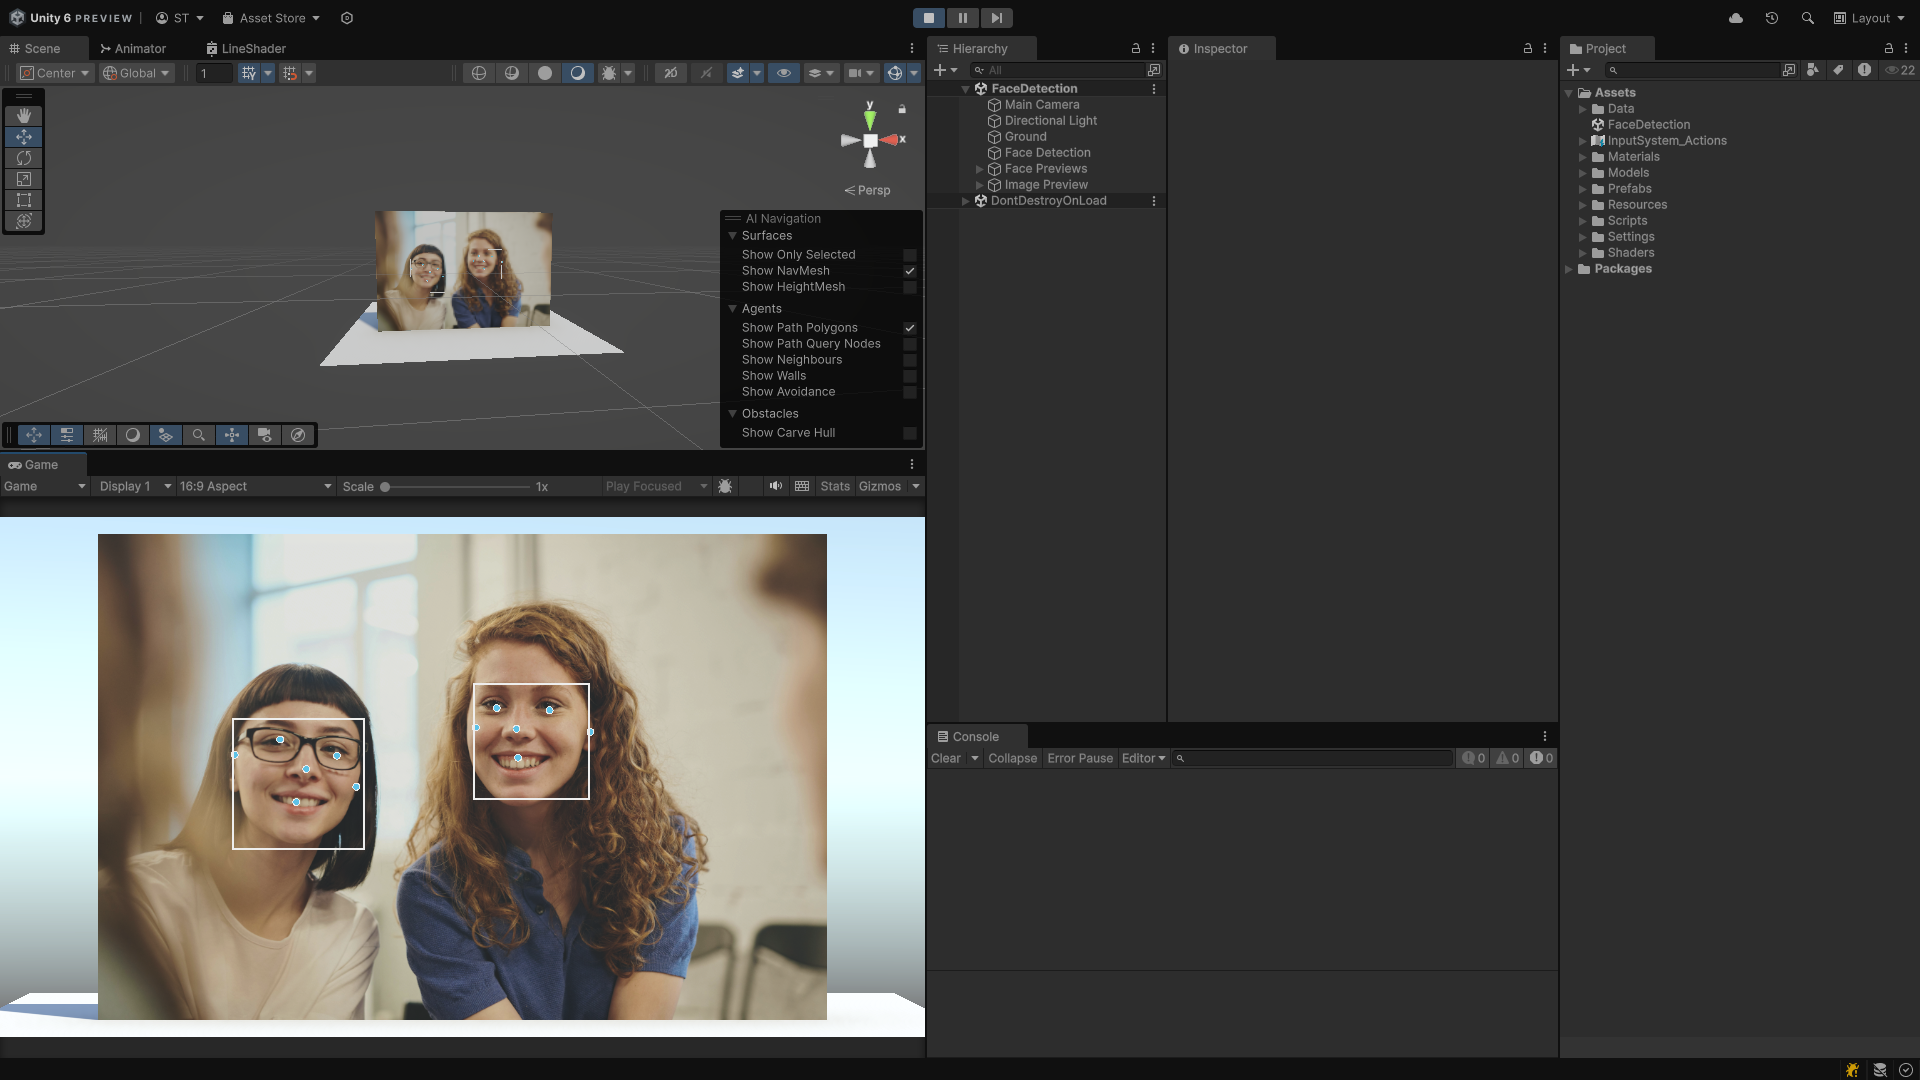 Unity 6 PREVIEW
ST
Asset Store
Layout
Scene
Animator
LineShader
Center
Global
1
2D
y
x
Persp
AI Navigation
Surfaces
Show Only Selected
Show NavMesh
Show HeightMesh
Agents
Show Path Polygons
Show Path Query Nodes
Show Neighbours
Show Walls
Show Avoidance
Obstacles
Show Carve Hull
Game
Game
Display 1
16:9 Aspect
Scale
1x
Play Focused
Stats
Gizmos
Hierarchy
All
FaceDetection
Main Camera
Directional Light
Ground
Face Detection
Face Previews
Image Preview
DontDestroyOnLoad
Inspector
Project
22
Assets
Data
FaceDetection
InputSystem_Actions
Materials
Models
Prefabs
Resources
Scripts
Settings
Shaders
Packages
Console
Clear
Collapse
Error Pause
Editor
0
0
0